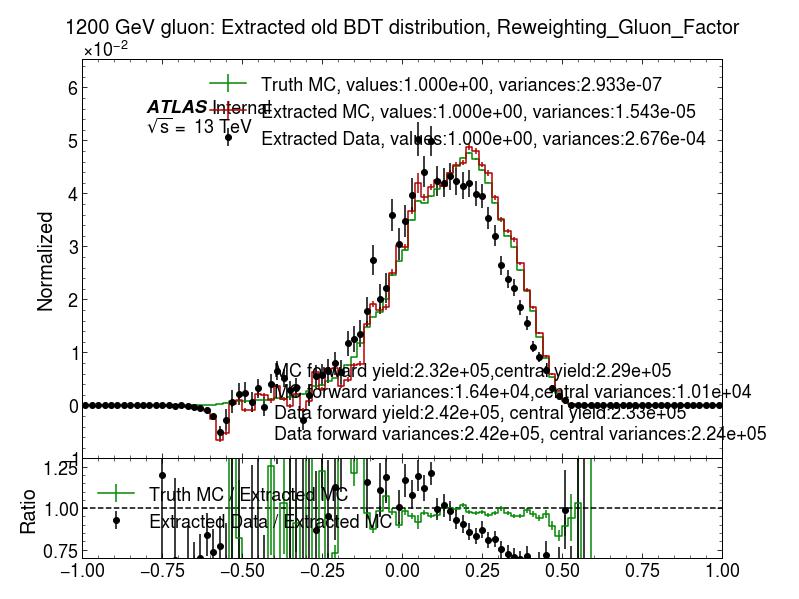 1200 GeV gluon: Extracted old BDT distribution, Reweighting_Gluon_Factor
×10⁻²
Truth MC, values:1.000e+00, variances:2.933e-07
ATLAS Internal
Extracted MC, values:1.000e+00, variances:1.543e-05
√s = 13 TeV
Extracted Data, values:1.000e+00, variances:2.676e-04
Normalized
6
5
4
3
2
1
0
1
MC forward yield:2.32e+05,central yield:2.29e+05
MC forward variances:1.64e+04,central variances:1.01e+04
Data forward yield:2.42e+05, central yield:2.33e+05
Data forward variances:2.42e+05, central variances:2.24e+05
Ratio
1.25
1.00
0.75
Truth MC / Extracted MC
Extracted Data / Extracted MC
−1.00 −0.75 −0.50 −0.25 0.00 0.25 0.50 0.75 1.00